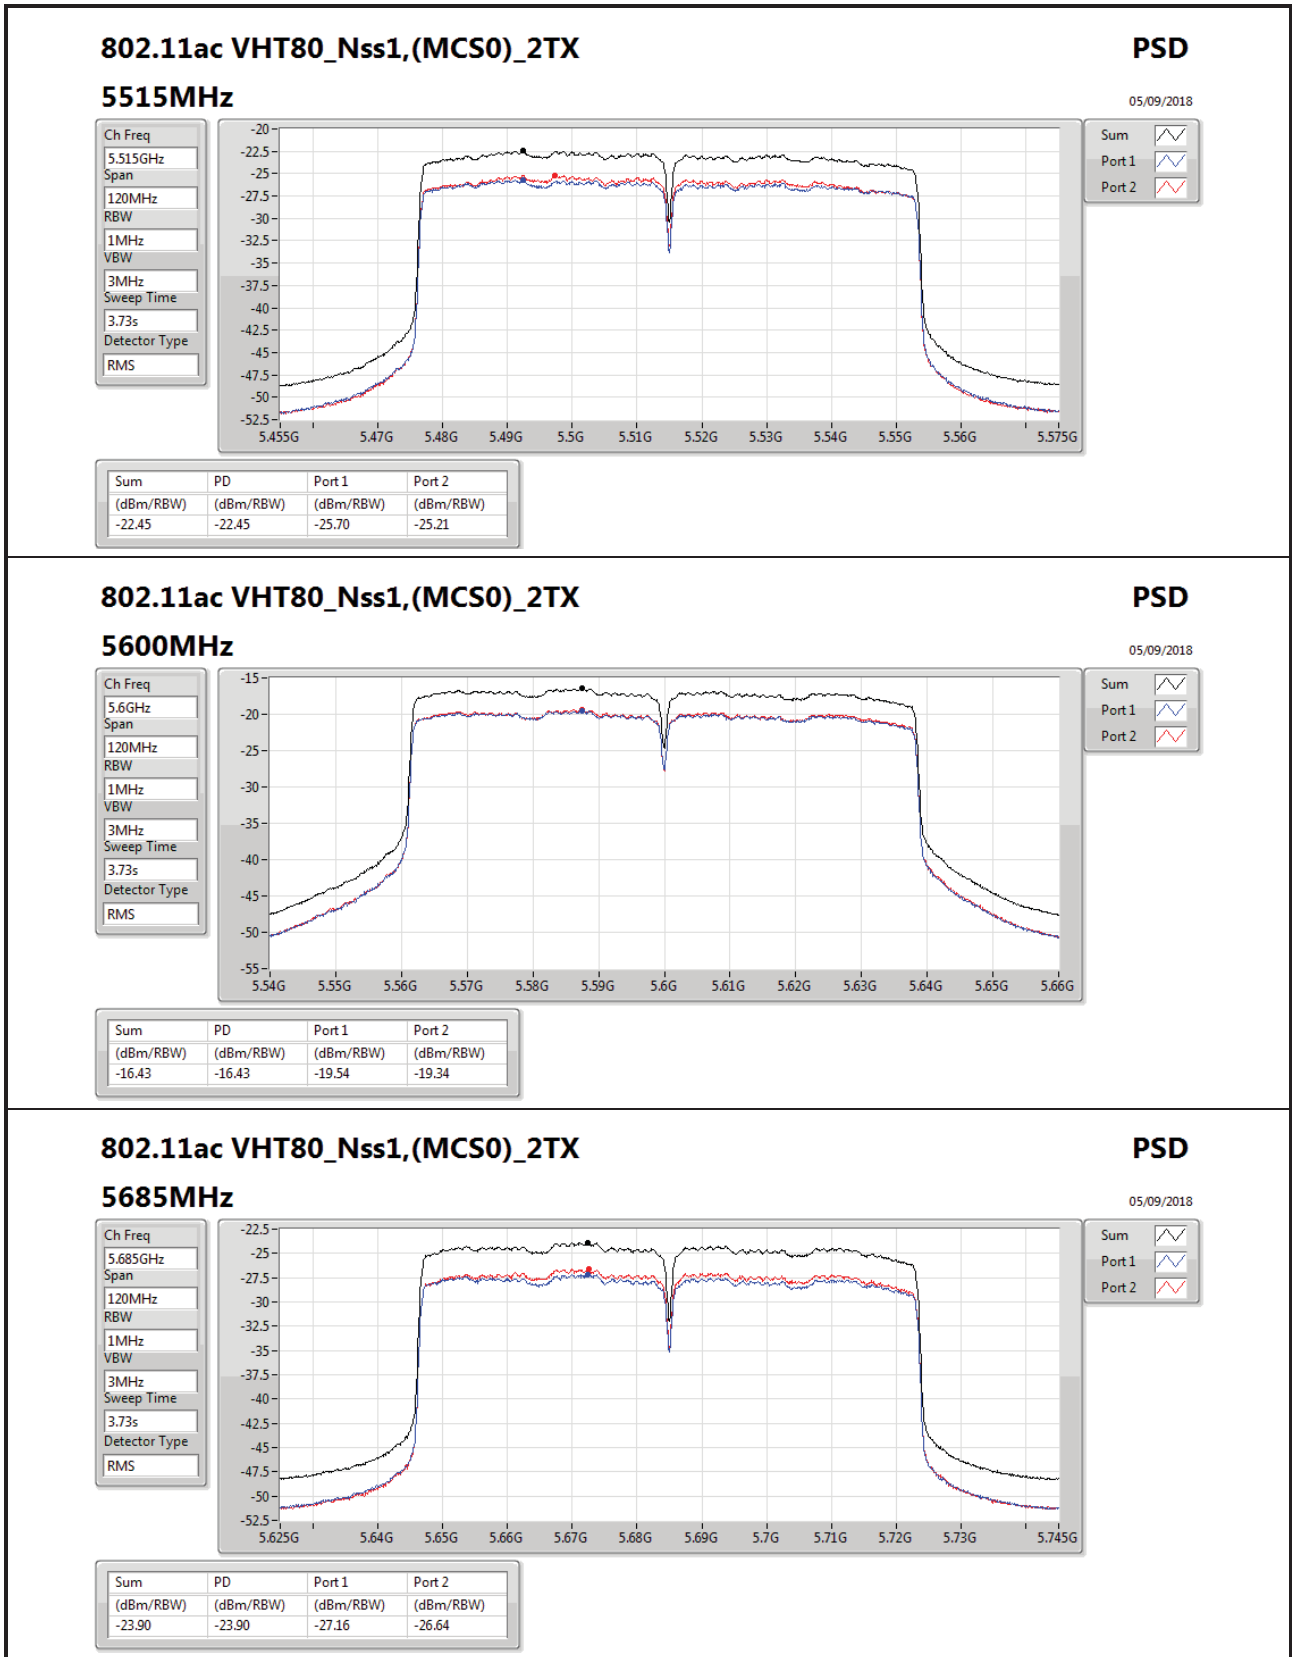 802.11ac VHT80_Nss1,(MCS0)_2TX PSD
5515MHz 05/09/2018
Ch Freq
5.515GHz
Span
120MHz
RBW
1MHz
VBW
3MHz
Sweep Time
3.73s
Detector Type
RMS
-20
-22.5
-25
-27.5
-30
-32.5
-35
-37.5
-40
-42.5
-45
-47.5
-50
-52.5
5.455G 5.47G 5.48G 5.49G 5.5G 5.51G 5.52G 5.53G 5.54G 5.55G 5.56G 5.575G
Sum
Port 1
Port 2
Sum PD Port 1 Port 2
(dBm/RBW) (dBm/RBW) (dBm/RBW) (dBm/RBW)
-22.45 -22.45 -25.70 -25.21
802.11ac VHT80_Nss1,(MCS0)_2TX PSD
5600MHz 05/09/2018
Ch Freq
5.6GHz
Span
120MHz
RBW
1MHz
VBW
3MHz
Sweep Time
3.73s
Detector Type
RMS
-15
-20
-25
-30
-35
-40
-45
-50
-55
5.54G 5.55G 5.56G 5.57G 5.58G 5.59G 5.6G 5.61G 5.62G 5.63G 5.64G 5.65G 5.66G
Sum
Port 1
Port 2
Sum PD Port 1 Port 2
(dBm/RBW) (dBm/RBW) (dBm/RBW) (dBm/RBW)
-16.43 -16.43 -19.54 -19.34
802.11ac VHT80_Nss1,(MCS0)_2TX PSD
5685MHz 05/09/2018
Ch Freq
5.685GHz
Span
120MHz
RBW
1MHz
VBW
3MHz
Sweep Time
3.73s
Detector Type
RMS
-22.5
-25
-27.5
-30
-32.5
-35
-37.5
-40
-42.5
-45
-47.5
-50
-52.5
5.625G 5.64G 5.65G 5.66G 5.67G 5.68G 5.69G 5.7G 5.71G 5.72G 5.73G 5.745G
Sum
Port 1
Port 2
Sum PD Port 1 Port 2
(dBm/RBW) (dBm/RBW) (dBm/RBW) (dBm/RBW)
-23.90 -23.90 -27.16 -26.64